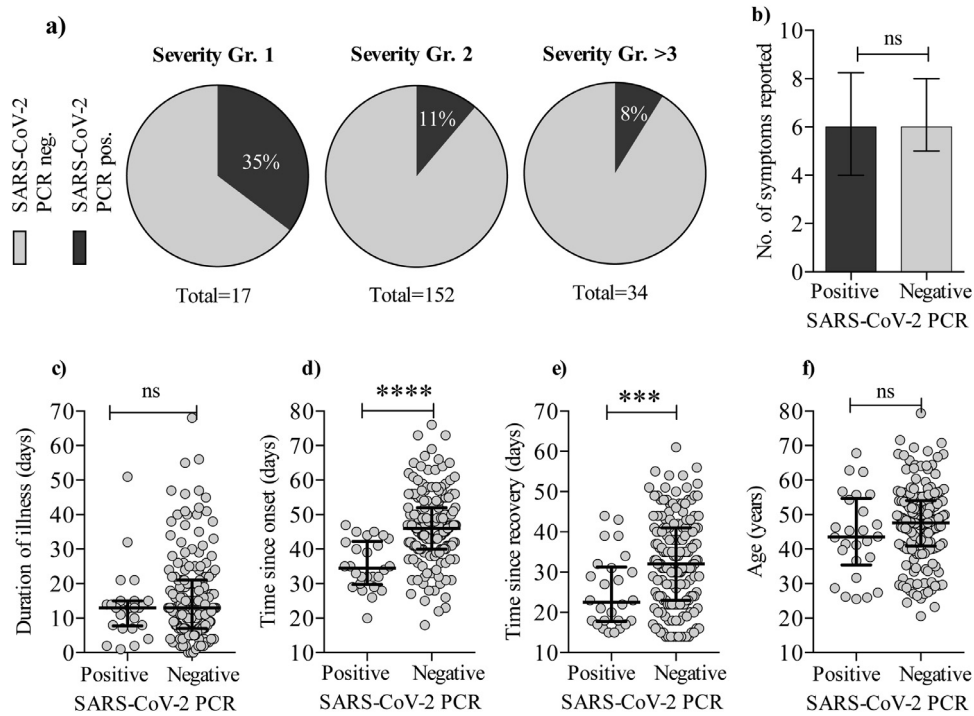 a)
Severity Gr. 1
Severity Gr. 2
Severity Gr. >3
SARS-CoV-2
PCR neg.
SARS-CoV-2
PCR pos.
35%
11%
8%
Total=17
Total=152
Total=34
b)
ns
No. of symptoms reported
10
8
6
4
2
0
Positive
Negative
SARS-CoV-2 PCR
c)
ns
Duration of illness (days)
70
60
50
40
30
20
10
0
Positive
Negative
SARS-CoV-2 PCR
d)
****
Time since onset (days)
80
70
60
50
40
30
20
10
Positive
Negative
SARS-CoV-2 PCR
e)
***
Time since recovery (days)
70
60
50
40
30
20
10
Positive
Negative
SARS-CoV-2 PCR
f)
ns
Age (years)
80
70
60
50
40
30
20
10
Positive
Negative
SARS-CoV-2 PCR